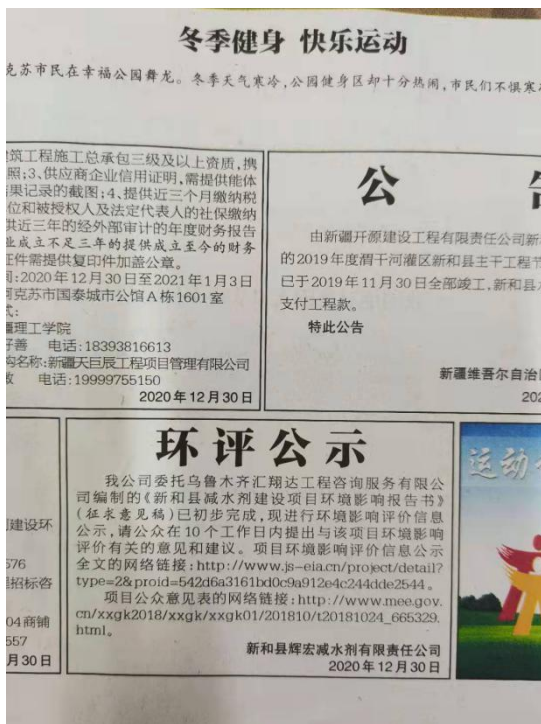 冬季健身 快乐运动
克苏市民在幸福公园舞龙。冬季天气寒冷,公园健身区却十分热闹,市民们不惧寒
建筑工程施工总承包三级及以上资质,携
照;3、供应商企业信用证明,需提供能体
结果记录的截图;4、提供近三个月缴纳税
位和被授权人及法定代表人的社保缴纳
供近三年的经外部审计的年度财务报告
业成立不足三年的提供成立至今的财务
证件需提供复印件加盖公章。
间:2020年12月30日至2021年1月3日
阿克苏市国泰城市公馆A栋1601室
式:
疆理工学院
子善 电话:18393816613
构名称:新疆天巨辰工程项目管理有限公司
电话:19999755150
2020年12月30日
公 告
由新疆开源建设工程有限责任公司新
的2019年度渭干河灌区新和县主干工程节
已于2019年11月30日全部竣工,新和县水
支付工程款。
特此公告
新疆维吾尔自治
202
建设环
576
招标咨
04商铺
557
月30日
环评公示
我公司委托乌鲁木齐汇翔达工程咨询服务有限公
司编制的《新和县减水剂建设项目环境影响报告书》
(征求意见稿)已初步完成,现进行环境影响评价信息
公示,请公众在10个工作日内提出与该项目环境影响
评价有关的意见和建议。项目环境影响评价信息公示
全文的网络链接:http://www.js-eia.cn/project/detail?
type=2&proid=542d6a3161bd0c9a912e4c244dde2544。
项目公众意见表的网络链接:http://www.mee.gov.
cn/xxgk2018/xxgk/xxgk01/201810/t20181024_665329.
html。
新和县辉宏减水剂有限责任公司
2020年12月30日
运动